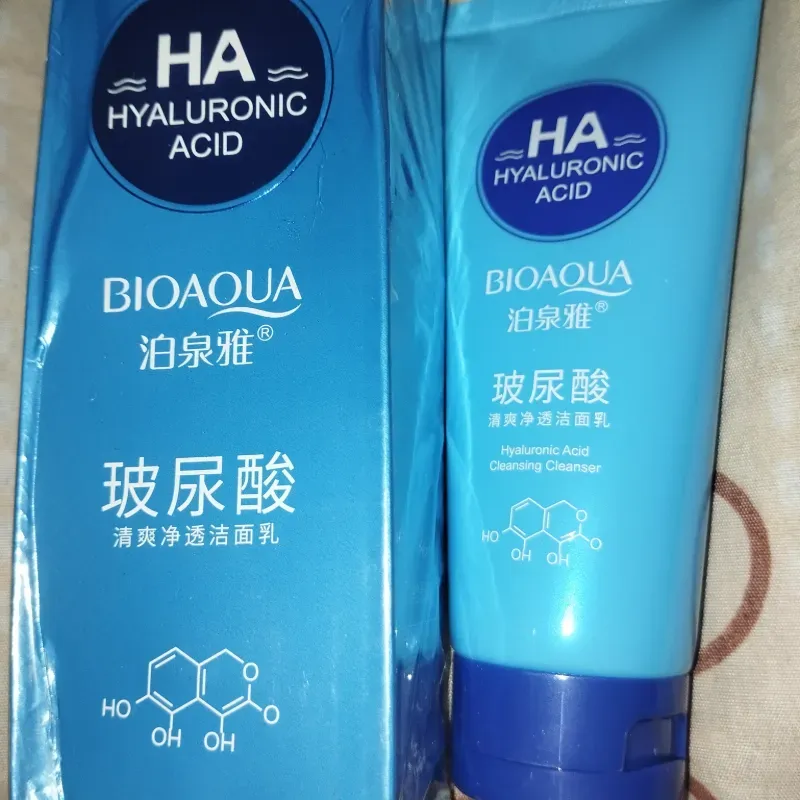 HA
HYALURONIC
ACID
BIOAQUA
泊泉雅®
玻尿酸
清爽净透洁面乳
HO
OH
OH
O
O
HA
HYALURONIC
ACID
BIOAQUA
泊泉雅®
玻尿酸
清爽净透洁面乳
Hyaluronic Acid
Cleansing Cleanser
HO
OH
OH
O
O